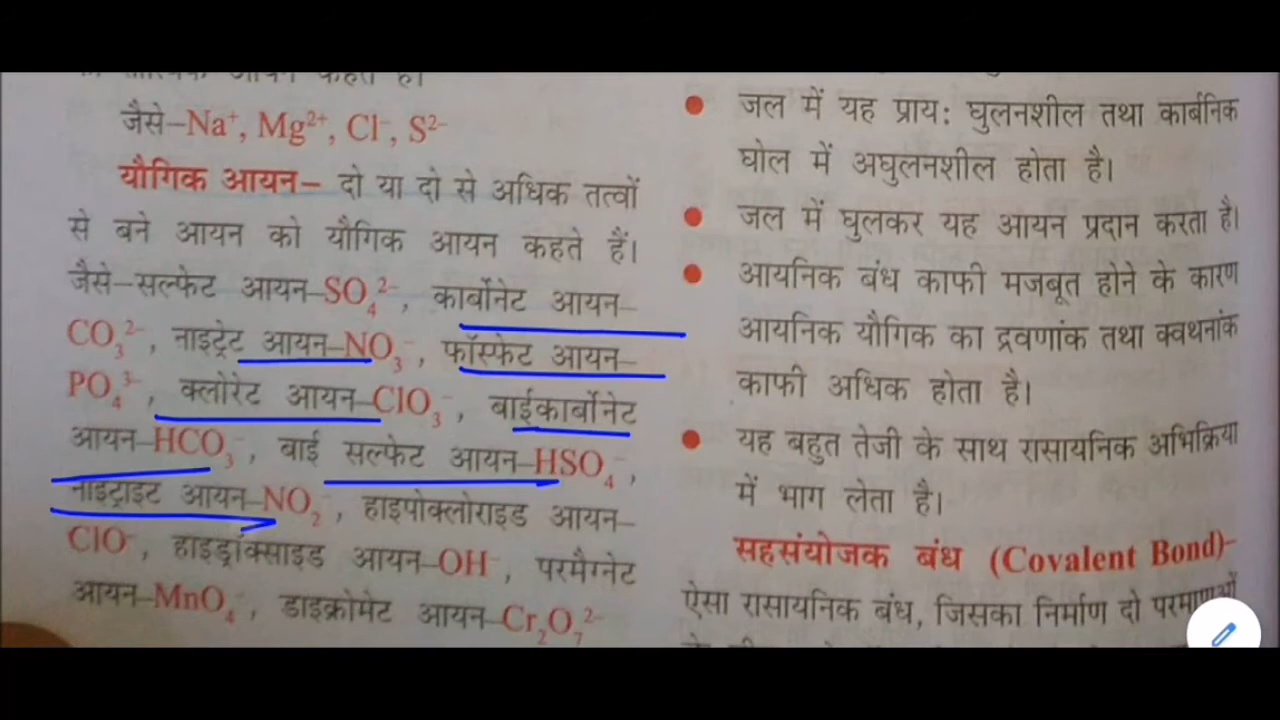 जैसे–Na⁺, Mg²⁺, Cl⁻, S²⁻
यौगिक आयन– दो या दो से अधिक तत्वों
से बने आयन को यौगिक आयन कहते हैं।
जैसे–सल्फेट आयन–SO₄²⁻, कार्बोनेट आयन–
CO₃²⁻, नाइट्रेट आयन–NO₃⁻, फॉस्फेट आयन–
PO₄³⁻, क्लोरेट आयन–ClO₃⁻, बाईकार्बोनेट
आयन–HCO₃⁻, बाई सल्फेट आयन–HSO₄⁻,
नाइट्राइट आयन–NO₂⁻, हाइपोक्लोराइड आयन–
ClO⁻, हाइड्रॉक्साइड आयन–OH⁻, परमैग्नेट
आयन–MnO₄⁻, डाइक्रोमेट आयन–Cr₂O₇²⁻
• जल में यह प्राय: घुलनशील तथा कार्बनिक
घोल में अघुलनशील होता है।
• जल में घुलकर यह आयन प्रदान करता है।
• आयनिक बंध काफी मजबूत होने के कारण
आयनिक यौगिक का द्रवणांक तथा क्वथनांक
काफी अधिक होता है।
• यह बहुत तेजी के साथ रासायनिक अभिक्रिया
में भाग लेता है।
सहसंयोजक बंध (Covalent Bond)–
ऐसा रासायनिक बंध, जिसका निर्माण दो परमाणुओं